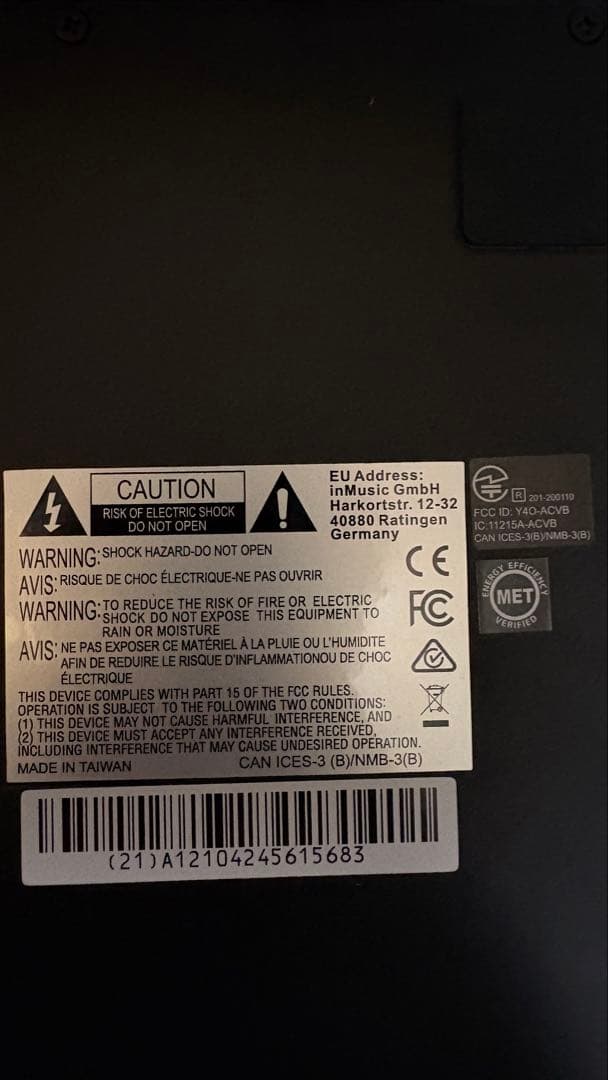 CAUTION
RISK OF ELECTRIC SHOCK
DO NOT OPEN
EU Address:
inMusic GmbH
Harkortstr. 12-32
40880 Ratingen
Germany
WARNING: SHOCK HAZARD-DO NOT OPEN
AVIS: RISQUE DE CHOC ÉLECTRIQUE-NE PAS OUVRIR
WARNING: TO REDUCE THE RISK OF FIRE OR ELECTRIC
SHOCK DO NOT EXPOSE THIS EQUIPMENT TO
RAIN OR MOISTURE
AVIS: NE PAS EXPOSER CE MATÉRIEL À LA PLUIE OU L'HUMIDITE
AFIN DE REDUIRE LE RISQUE D'INFLAMMATIONOU DE CHOC
ÉLECTRIQUE
THIS DEVICE COMPLIES WITH PART 15 OF THE FCC RULES.
OPERATION IS SUBJECT TO THE FOLLOWING TWO CONDITIONS:
(1) THIS DEVICE MAY NOT CAUSE HARMFUL INTERFERENCE, AND
(2) THIS DEVICE MUST ACCEPT ANY INTERFERENCE RECEIVED,
INCLUDING INTERFERENCE THAT MAY CAUSE UNDESIRED OPERATION.
MADE IN TAIWAN
CAN ICES-3 (B)/NMB-3(B)
CE
FC
R 201-200110
FCC ID: Y4O-ACVB
IC:11215A-ACVB
CAN ICES-3(B)/NMB-3(B)
ENERGY EFFICIENCY
MET
VERIFIED
(21)A12104245615683